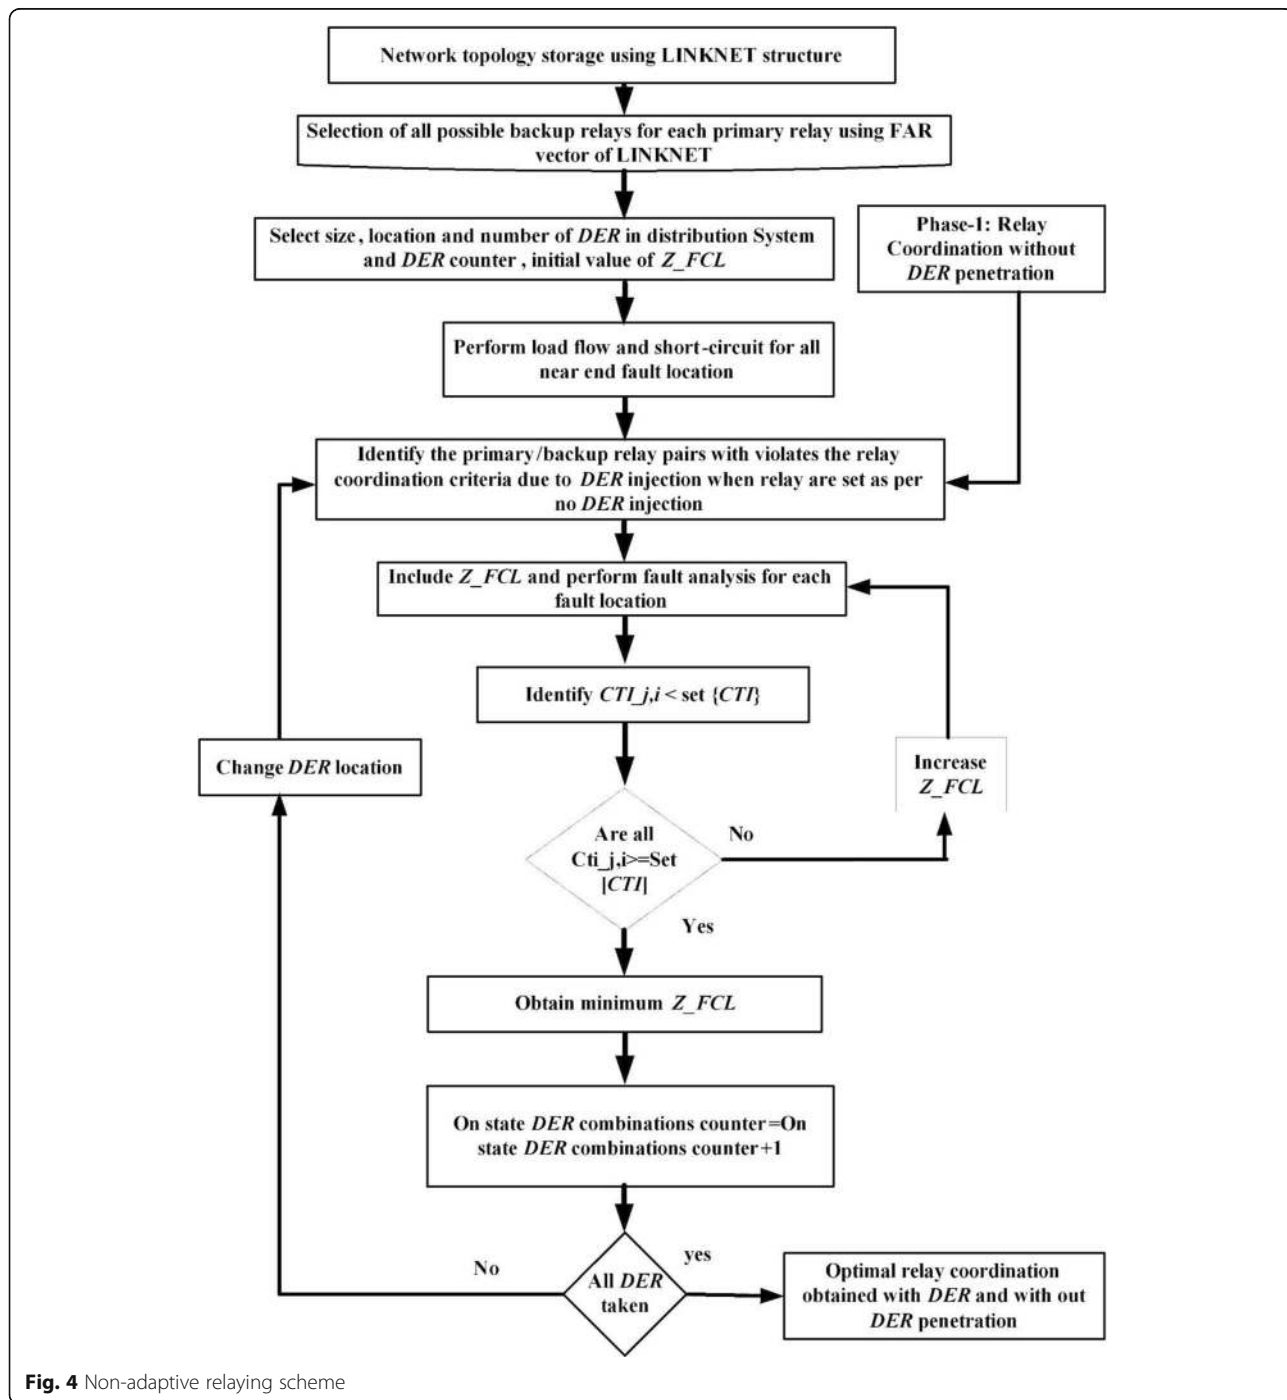 Network topology storage using LINKNET structure
Selection of all possible backup relays for each primary relay using FAR
vector of LINKNET
Select size, location and number of DER in distribution System
and DER counter, initial value of Z_FCL
Phase-1: Relay
Coordination without
DER penetration
Perform load flow and short-circuit for all
near end fault location
Identify the primary/backup relay pairs with violates the relay
coordination criteria due to DER injection when relay are set as per
no DER injection
Include Z_FCL and perform fault analysis for each
fault location
Identify CTI_j,i < set {CTI}
Change DER location
Increase
Z_FCL
Are all
Cti_j,i>=Set
|CTI|
No
Yes
Obtain minimum Z_FCL
On state DER combinations counter=On
state DER combinations counter+1
No
All DER
taken
yes
Optimal relay coordination
obtained with DER and with out
DER penetration
Fig. 4 Non-adaptive relaying scheme